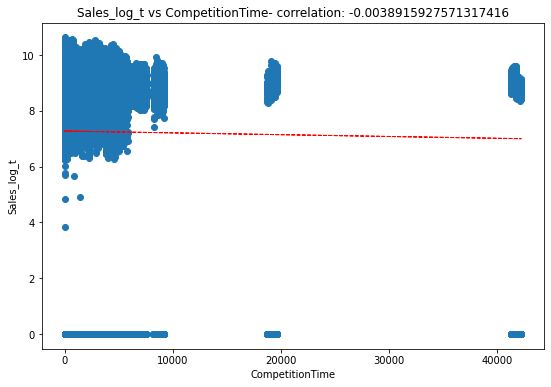 Sales_log_t vs CompetitionTime- correlation: -0.0038915927571317416
10
8
6
4
2
0
Sales_log_t
0 10000 20000 30000 40000
CompetitionTime